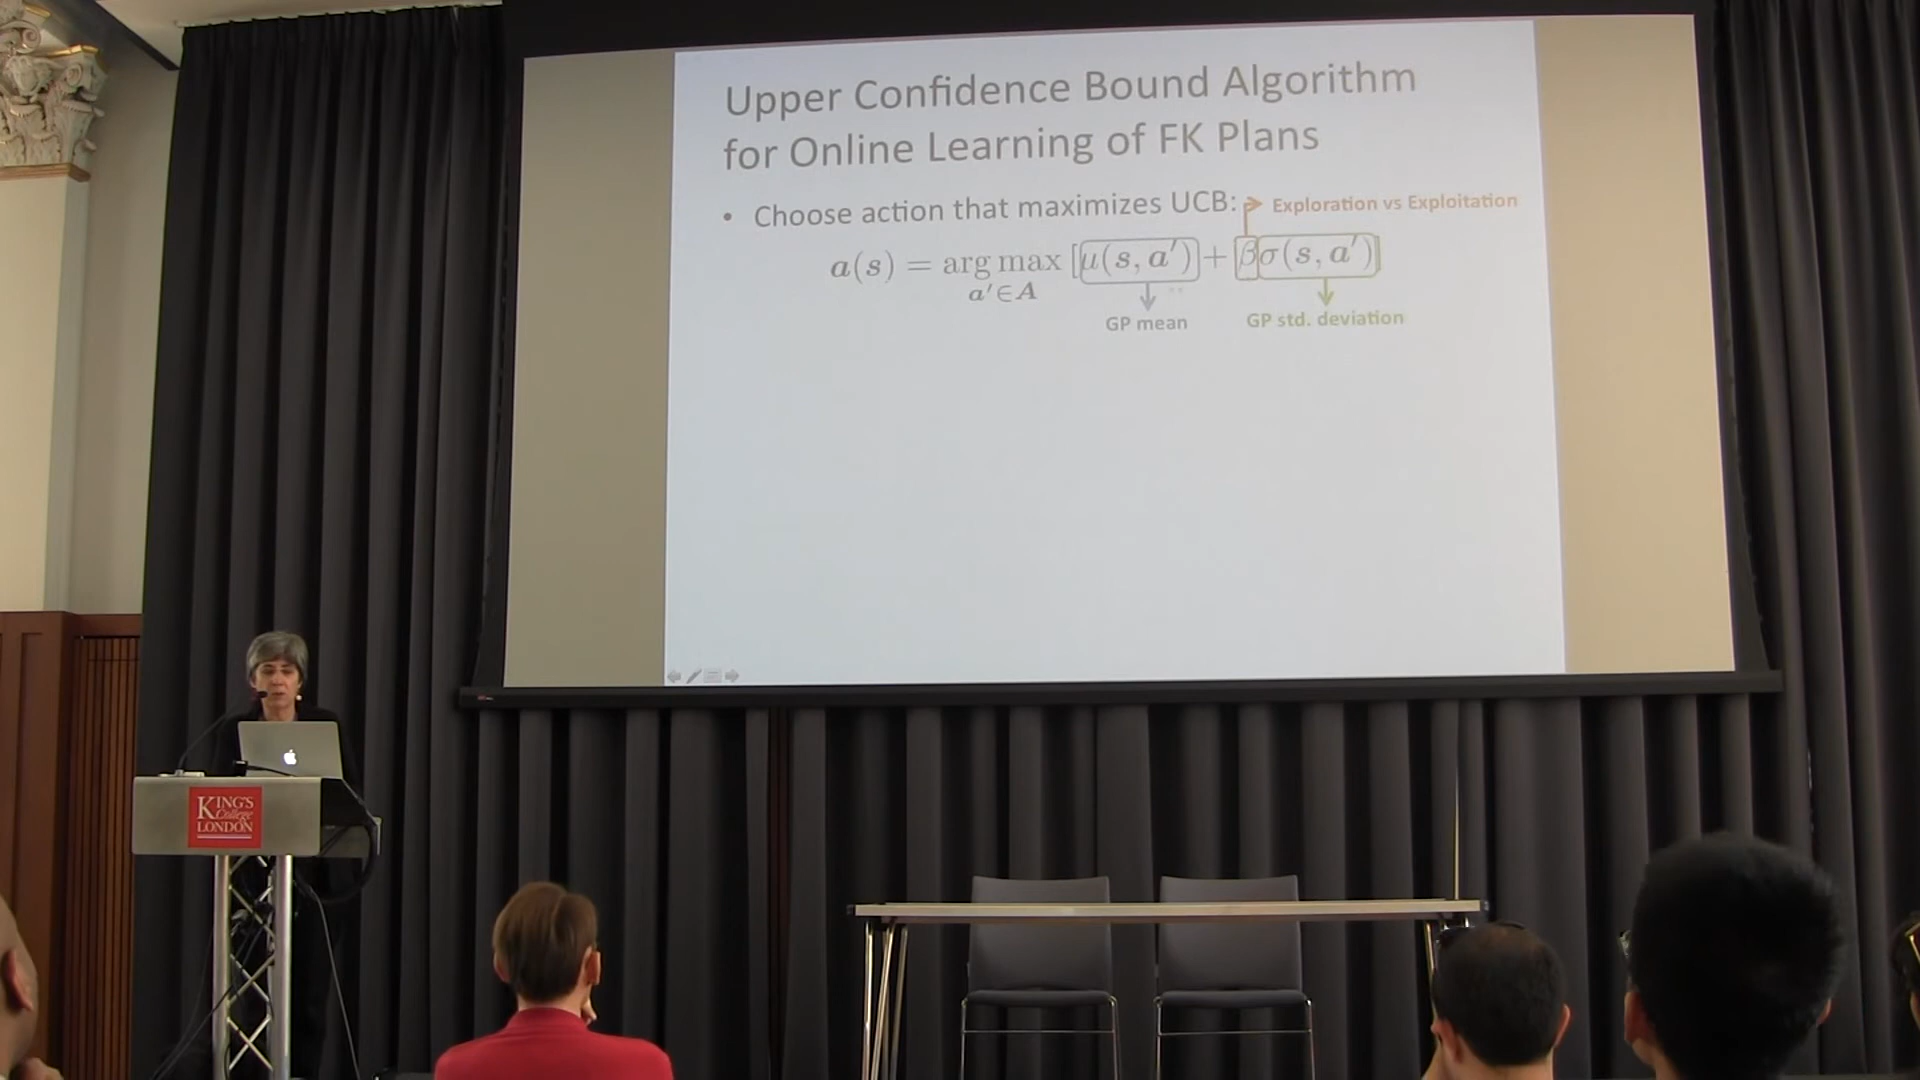 Upper Confidence Bound Algorithm
for Online Learning of FK Plans
• Choose action that maximizes UCB:
Exploration vs Exploitation
a(s) = arg max [μ(s, a′) + βσ(s, a′)]
a′∈A
GP mean
GP std. deviation
KING'S
College
LONDON